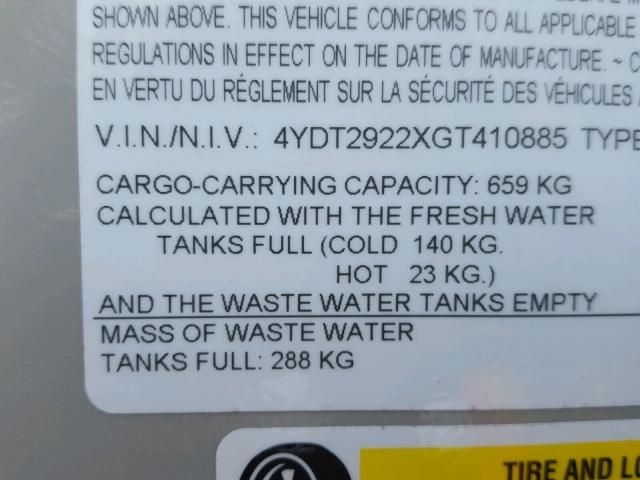 SHOWN ABOVE. THIS VEHICLE CONFORMS TO ALL APPLICABLE
REGULATIONS IN EFFECT ON THE DATE OF MANUFACTURE. ~ C
EN VERTU DU RÉGLEMENT SUR LA SÉCURITÉ DES VÉHICULES
V.I.N./N.I.V.: 4YDT2922XGT410885 TYPE
CARGO-CARRYING CAPACITY: 659 KG
CALCULATED WITH THE FRESH WATER
TANKS FULL (COLD 140 KG.
HOT 23 KG.)
AND THE WASTE WATER TANKS EMPTY
MASS OF WASTE WATER
TANKS FULL: 288 KG
TIRE AND LO